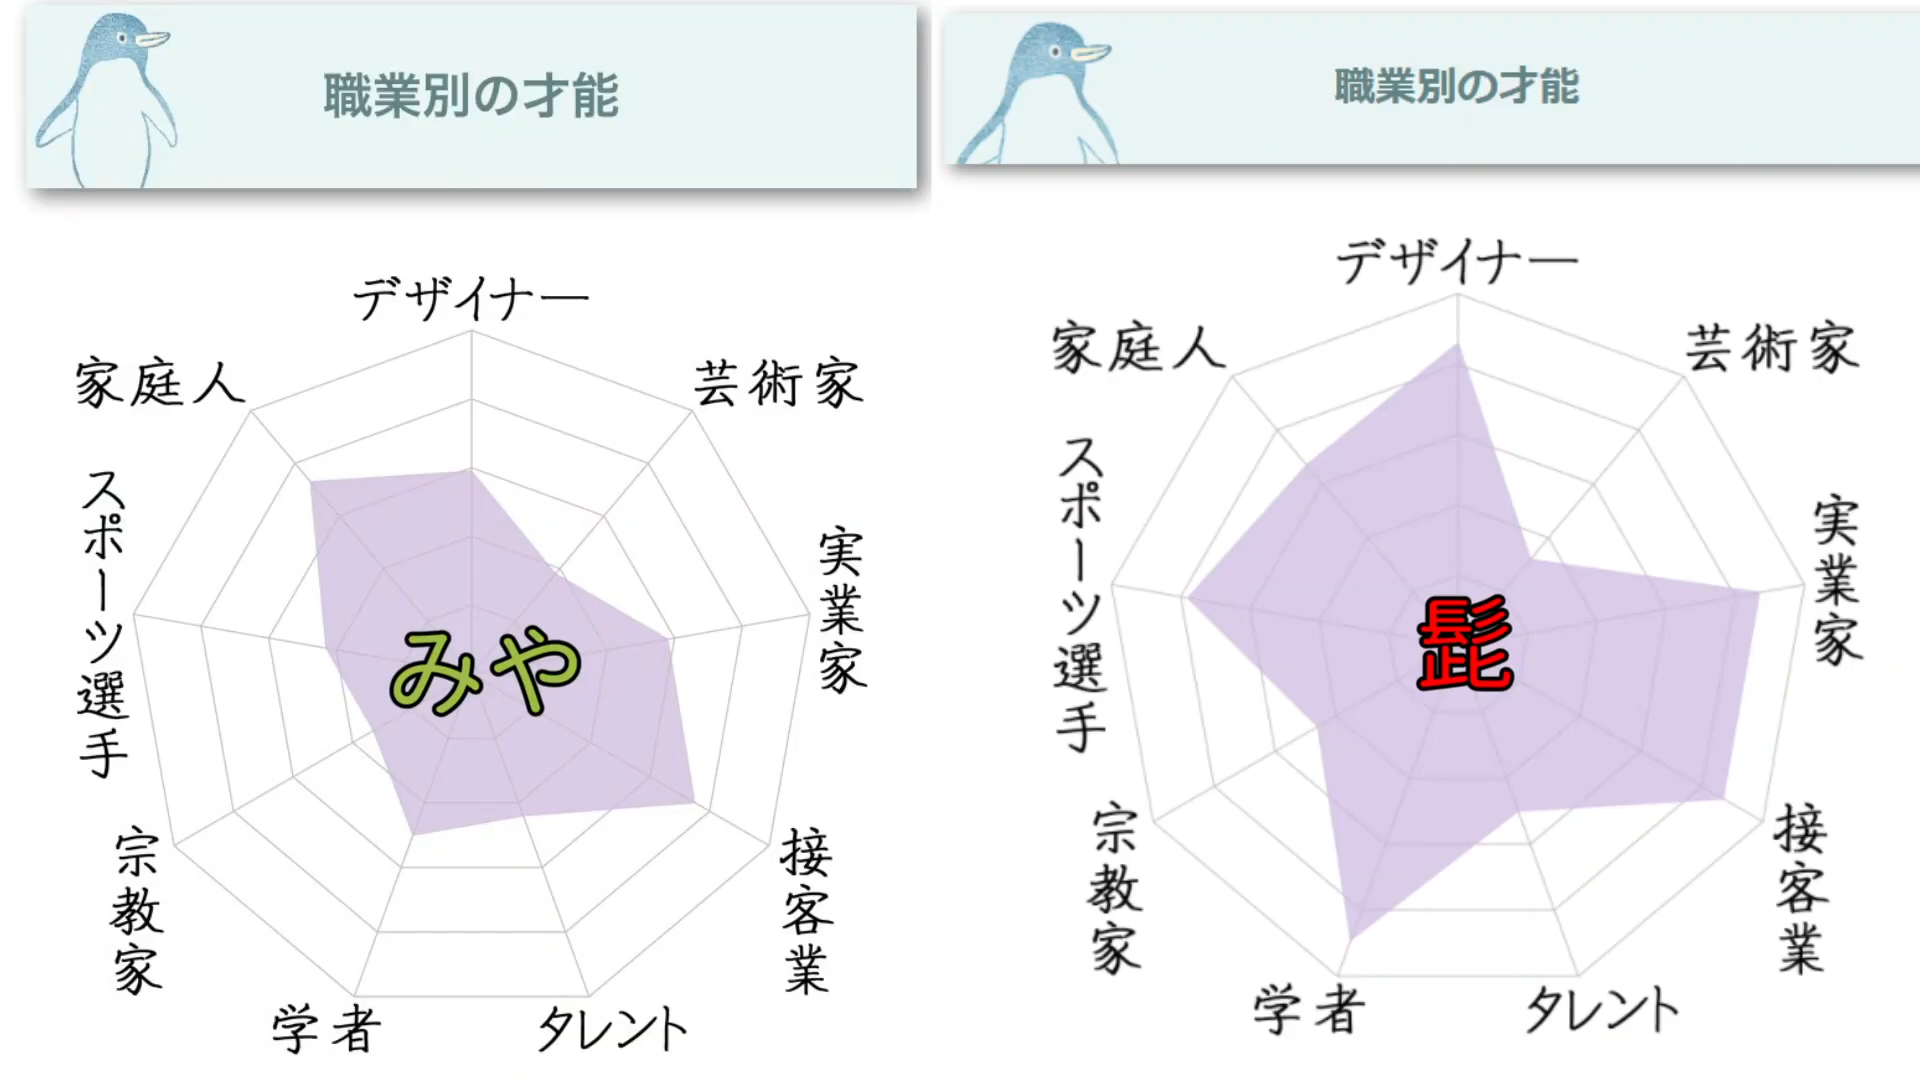 職業別の才能
デザイナー
芸術家
実業家
接客業
タレント
学者
宗教家
スポーツ選手
家庭人
みや
職業別の才能
デザイナー
芸術家
実業家
接客業
タレント
学者
宗教家
スポーツ選手
家庭人
髭